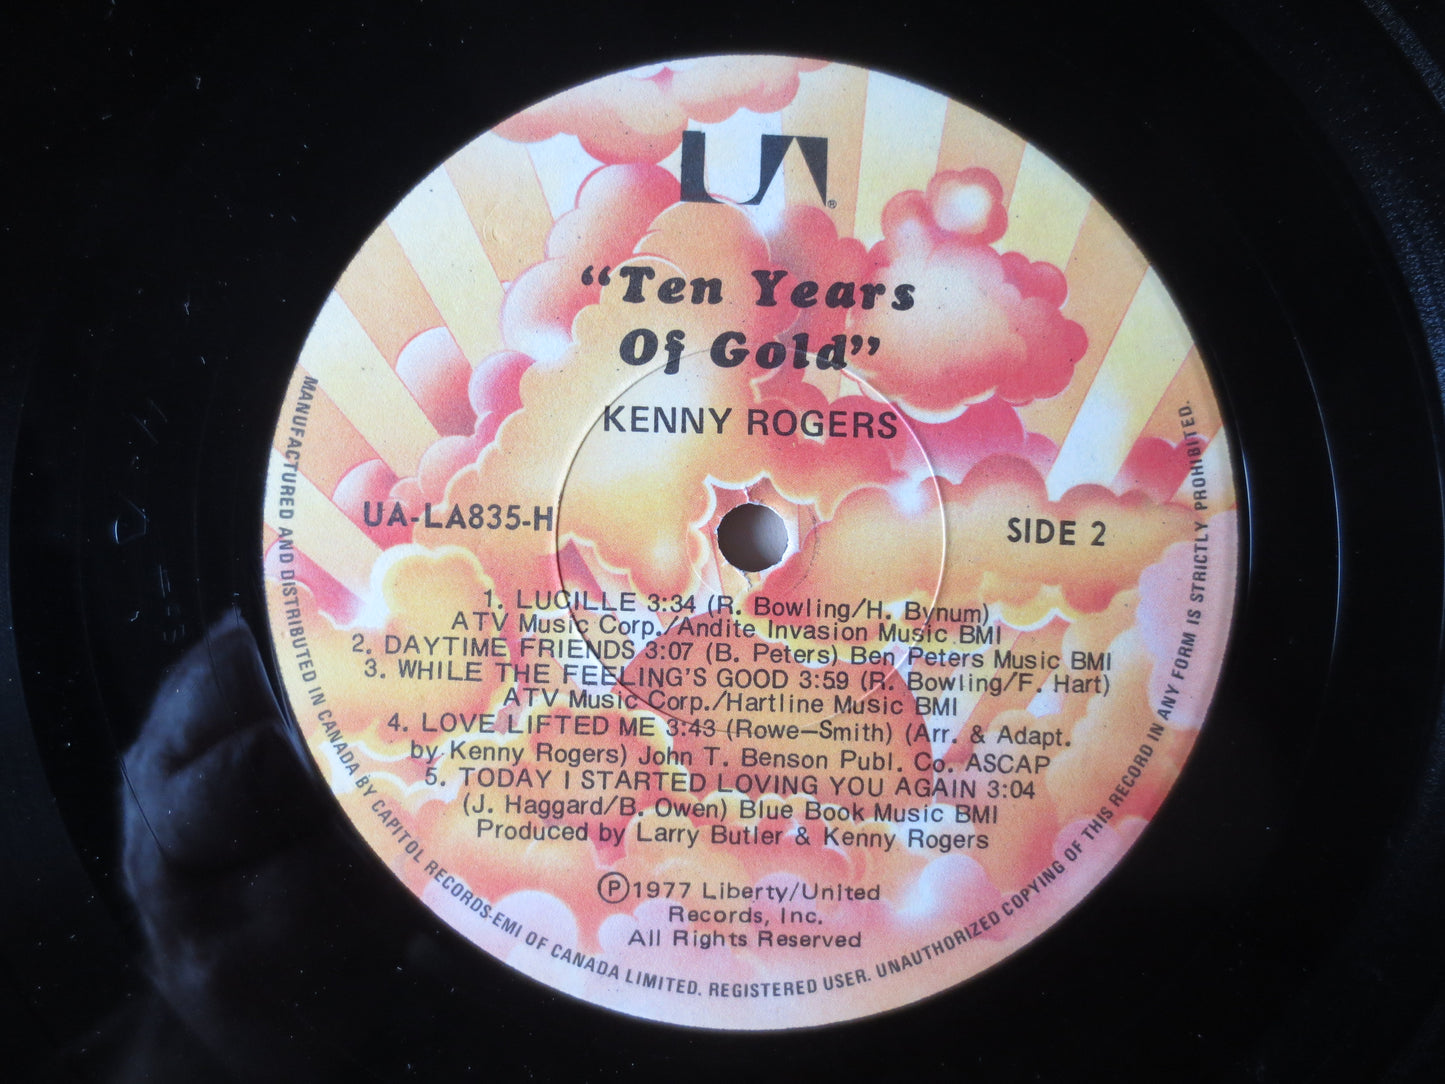 UA®
“Ten Years
Of Gold”
KENNY ROGERS
UA-LA835-H
SIDE 2
1. LUCILLE 3:34 (R. Bowling/H. Bynum)
ATV Music Corp./Andite Invasion Music BMI
2. DAYTIME FRIENDS 3:07 (B. Peters) Ben Peters Music BMI
3. WHILE THE FEELING'S GOOD 3:59 (R. Bowling/F. Hart)
ATV Music Corp./Hartline Music BMI
4. LOVE LIFTED ME 3:43 (Rowe—Smith) (Arr. & Adapt.
by Kenny Rogers) John T. Benson Publ. Co. ASCAP
5. TODAY I STARTED LOVING YOU AGAIN 3:04
(J. Haggard/B. Owen) Blue Book Music BMI
Produced by Larry Butler & Kenny Rogers
Ⓟ1977 Liberty/United
Records, Inc.
All Rights Reserved
MANUFACTURED AND DISTRIBUTED IN CANADA BY CAPITOL RECORDS-EMI OF CANADA LIMITED. REGISTERED USER. UNAUTHORIZED COPYING OF THIS RECORD IN ANY FORM IS STRICTLY PROHIBITED.